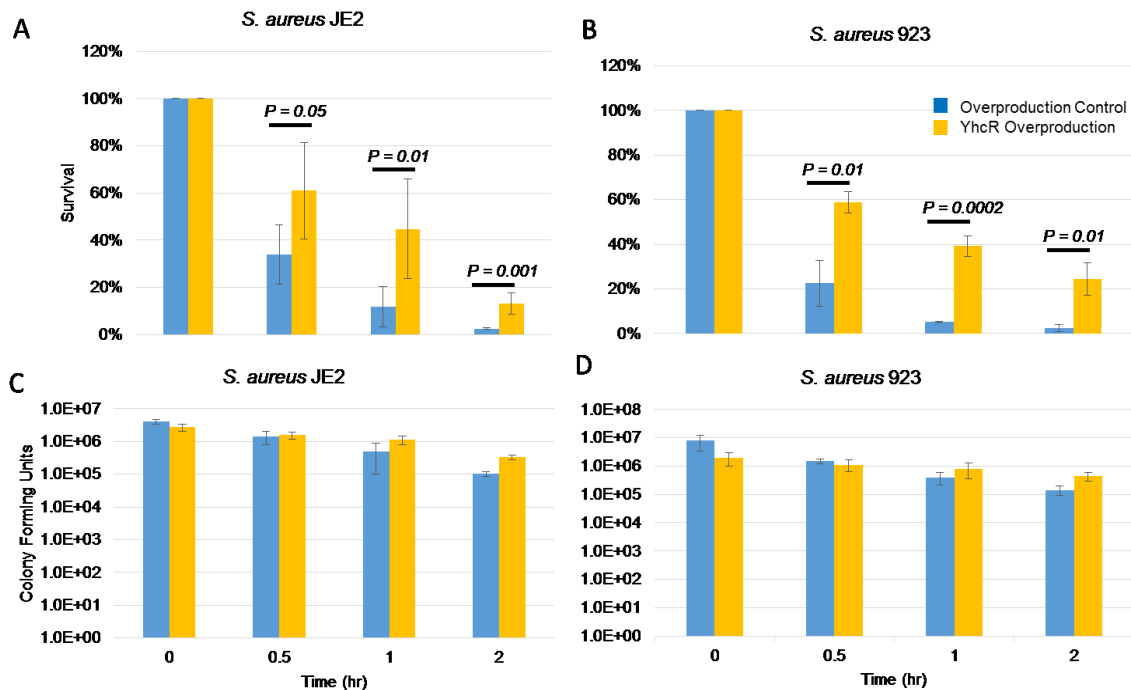 A
S. aureus JE2
120%
100%
80%
60%
40%
20%
0%
Survival
P = 0.05
P = 0.01
P = 0.001
B
S. aureus 923
120%
100%
80%
60%
40%
20%
0%
Overproduction Control
YhcR Overproduction
P = 0.01
P = 0.0002
P = 0.01
C
S. aureus JE2
1.0E+07
1.0E+06
1.0E+05
1.0E+04
1.0E+03
1.0E+02
1.0E+01
1.0E+00
Colony Forming Units
0 0.5 1 2
Time (hr)
D
S. aureus 923
1.0E+08
1.0E+07
1.0E+06
1.0E+05
1.0E+04
1.0E+03
1.0E+02
1.0E+01
1.0E+00
0 0.5 1 2
Time (hr)